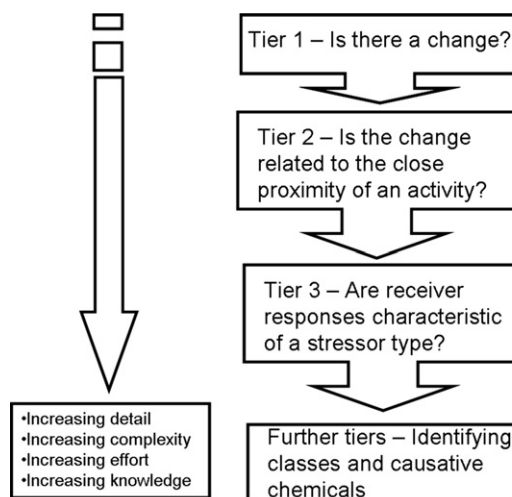 Tier 1 – Is there a change?
Tier 2 – Is the change
related to the close
proximity of an activity?
Tier 3 – Are receiver
responses characteristic
of a stressor type?
•Increasing detail
•Increasing complexity
•Increasing effort
•Increasing knowledge
Further tiers – Identifying
classes and causative
chemicals